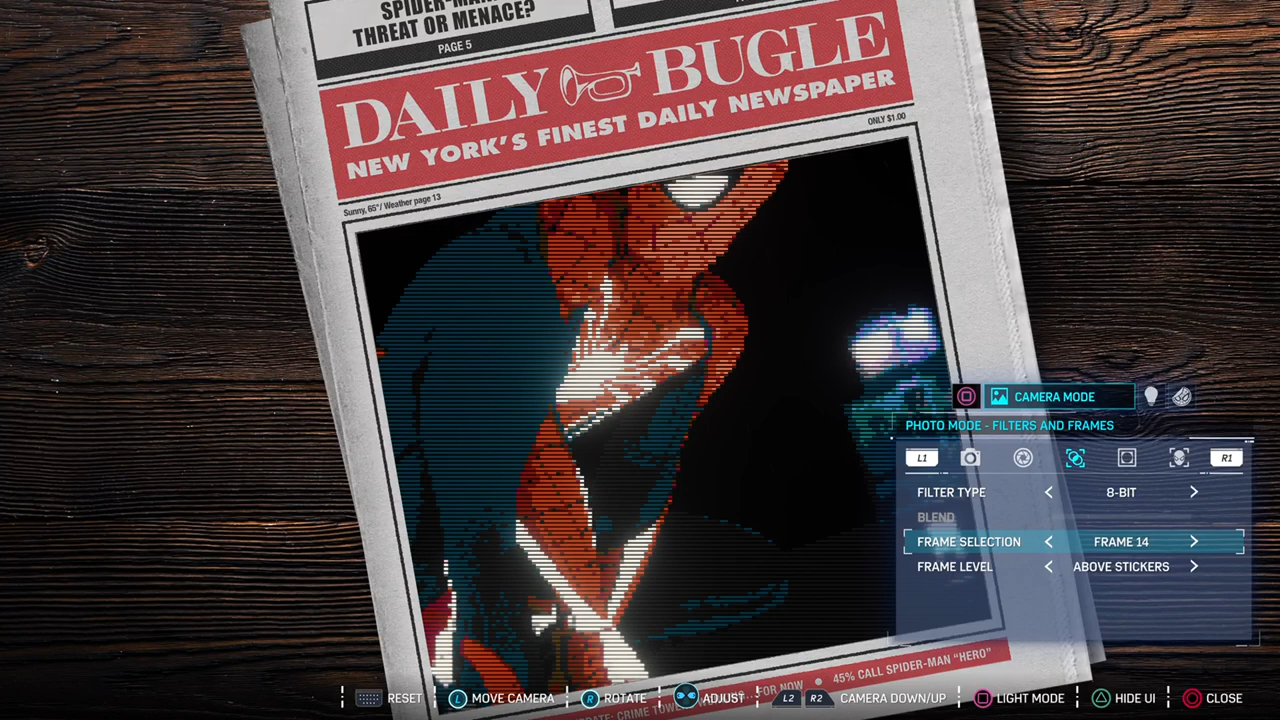 THREAT OR MENACE?
PAGE 5
DAILY BUGLE
NEW YORK'S FINEST DAILY NEWSPAPER
ONLY $1.00
Sunny, 65°/ Weather page 13
CAMERA MODE
PHOTO MODE - FILTERS AND FRAMES
L1
R1
FILTER TYPE
8-BIT
BLEND
FRAME SELECTION
FRAME 14
FRAME LEVEL
ABOVE STICKERS
FOR NOW • 45% CALL SPIDER-MAN “HERO”
CRIME
RESET
L MOVE CAMERA
R ROTATE
ADJUST
L2 R2 CAMERA DOWN/UP
LIGHT MODE
HIDE UI
CLOSE